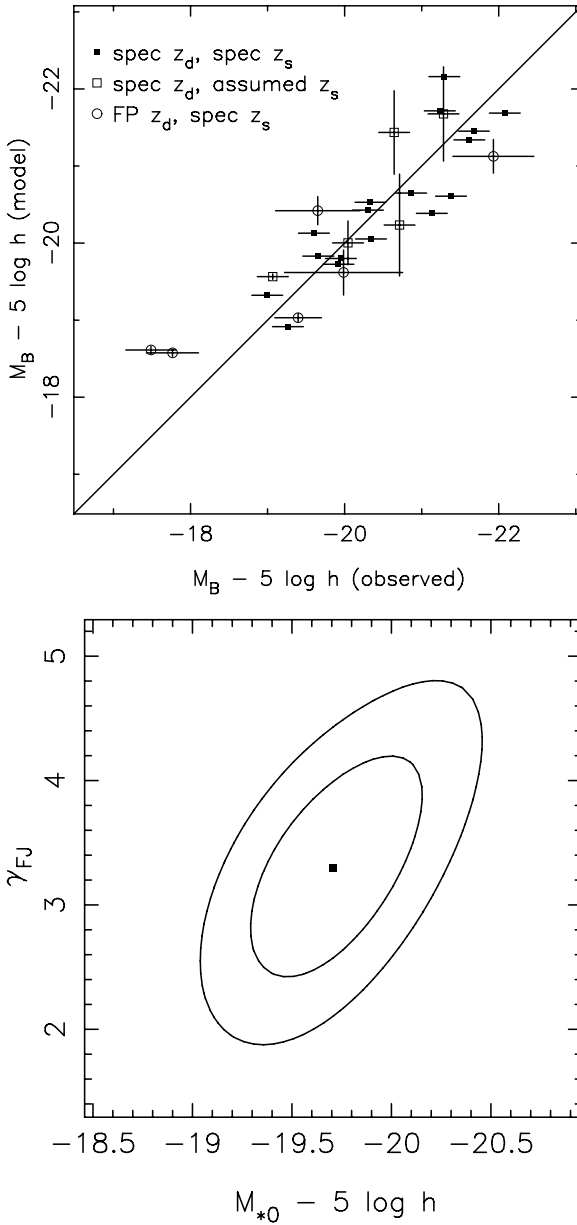 spec z_d, spec z_s
spec z_d, assumed z_s
FP z_d, spec z_s
M_B − 5 log h (model)
−22
−20
−18
−18 −20 −22
M_B − 5 log h (observed)
γ_FJ
5
4
3
2
−18.5 −19 −19.5 −20 −20.5
M_{*0} − 5 log h